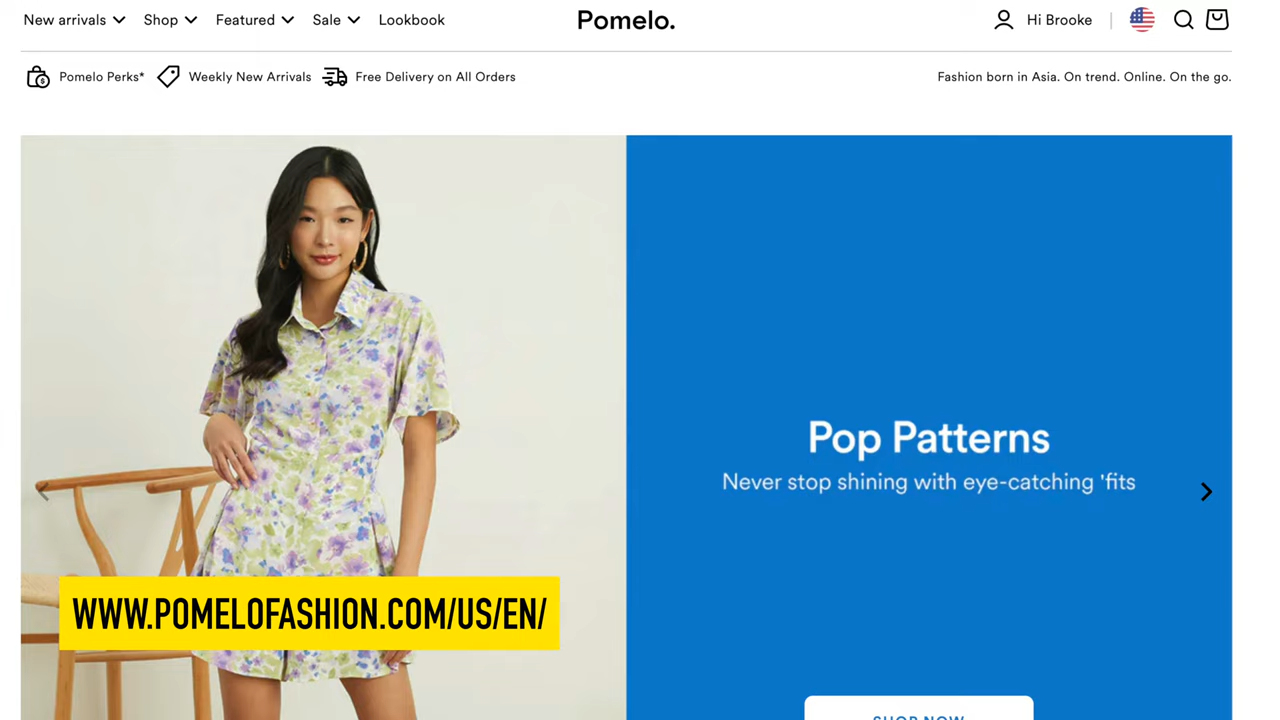 New arrivals Shop Featured Sale Lookbook Pomelo. Hi Brooke
Pomelo Perks* Weekly New Arrivals Free Delivery on All Orders Fashion born in Asia. On trend. Online. On the go.
Pop Patterns
Never stop shining with eye-catching 'fits
WWW.POMELOFASHION.COM/US/EN/
SHOP NOW